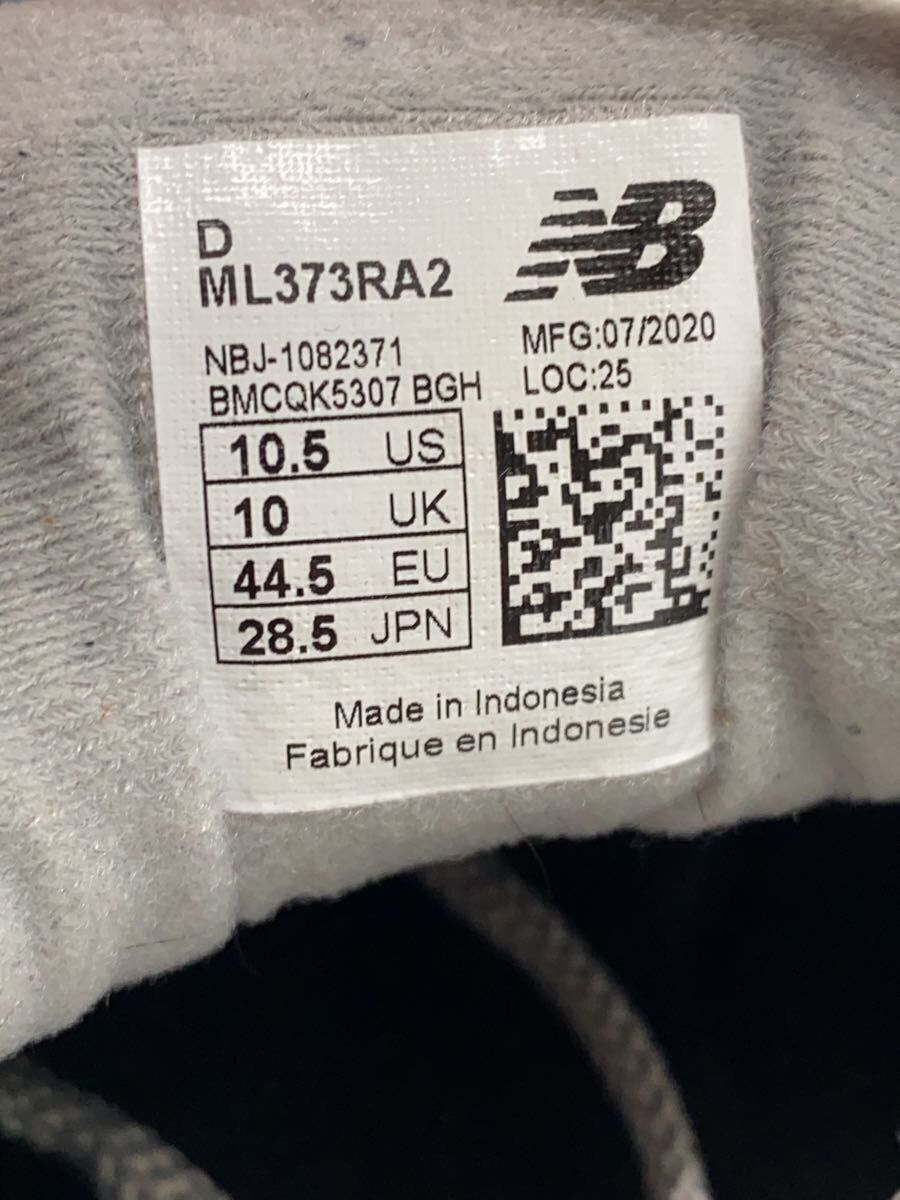 D
ML373RA2
NB
NBJ-1082371
BMCQK5307 BGH
MFG:07/2020
LOC:25
10.5 US
10 UK
44.5 EU
28.5 JPN
Made in Indonesia
Fabrique en Indonesie